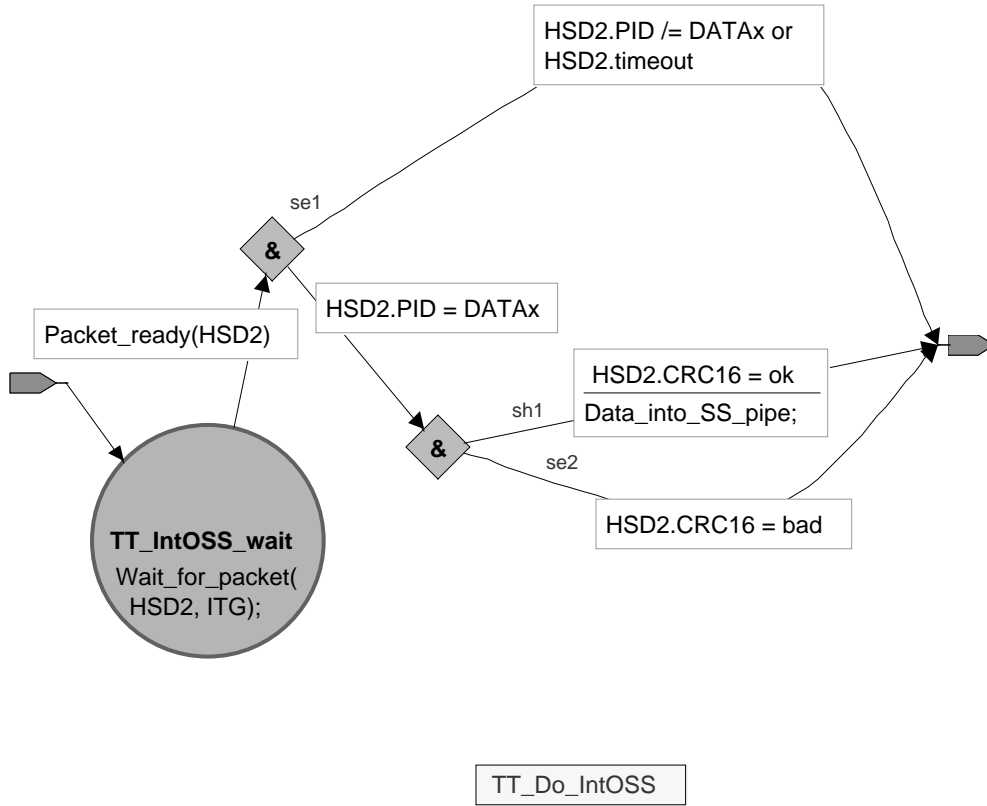 HSD2.PID /= DATAx or
HSD2.timeout
se1
&
HSD2.PID = DATAx
Packet_ready(HSD2)
HSD2.CRC16 = ok
Data_into_SS_pipe;
sh1
&
se2
HSD2.CRC16 = bad
TT_IntOSS_wait
Wait_for_packet(
HSD2, ITG);
TT_Do_IntOSS